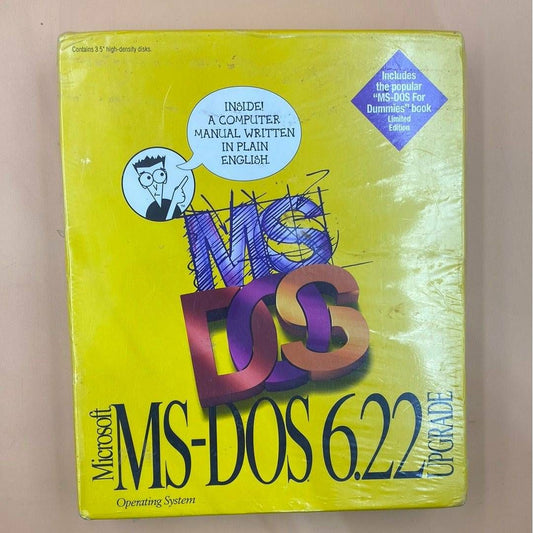 Contains 3.5" high-density disks.
Includes
the popular
"MS-DOS For
Dummies" book
Limited
Edition
INSIDE!
A COMPUTER
MANUAL WRITTEN
IN PLAIN
ENGLISH.
MS
DOS
Microsoft
MS-DOS 6.22
UPGRADE
Operating System